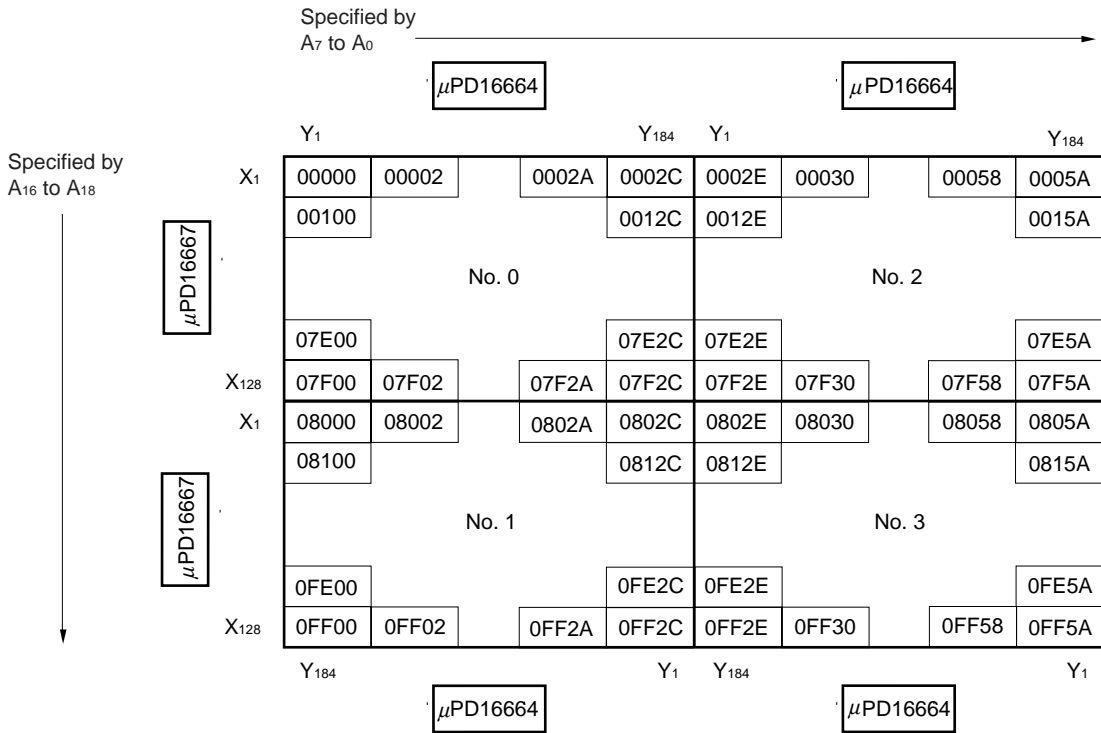 Specified by
A7 to A0
μPD16664 μPD16664
Y1 Y184 Y1 Y184
Specified by
A16 to A18
X1 00000 00002 0002A 0002C 0002E 00030 00058 0005A
00100 0012C 0012E 0015A
μPD16667
No. 0 No. 2
07E00 07E2C 07E2E 07E5A
X128 07F00 07F02 07F2A 07F2C 07F2E 07F30 07F58 07F5A
X1 08000 08002 0802A 0802C 0802E 08030 08058 0805A
08100 0812C 0812E 0815A
μPD16667
No. 1 No. 3
0FE00 0FE2C 0FE2E 0FE5A
X128 0FF00 0FF02 0FF2A 0FF2C 0FF2E 0FF30 0FF58 0FF5A
Y184 Y1 Y184 Y1
μPD16664 μPD16664